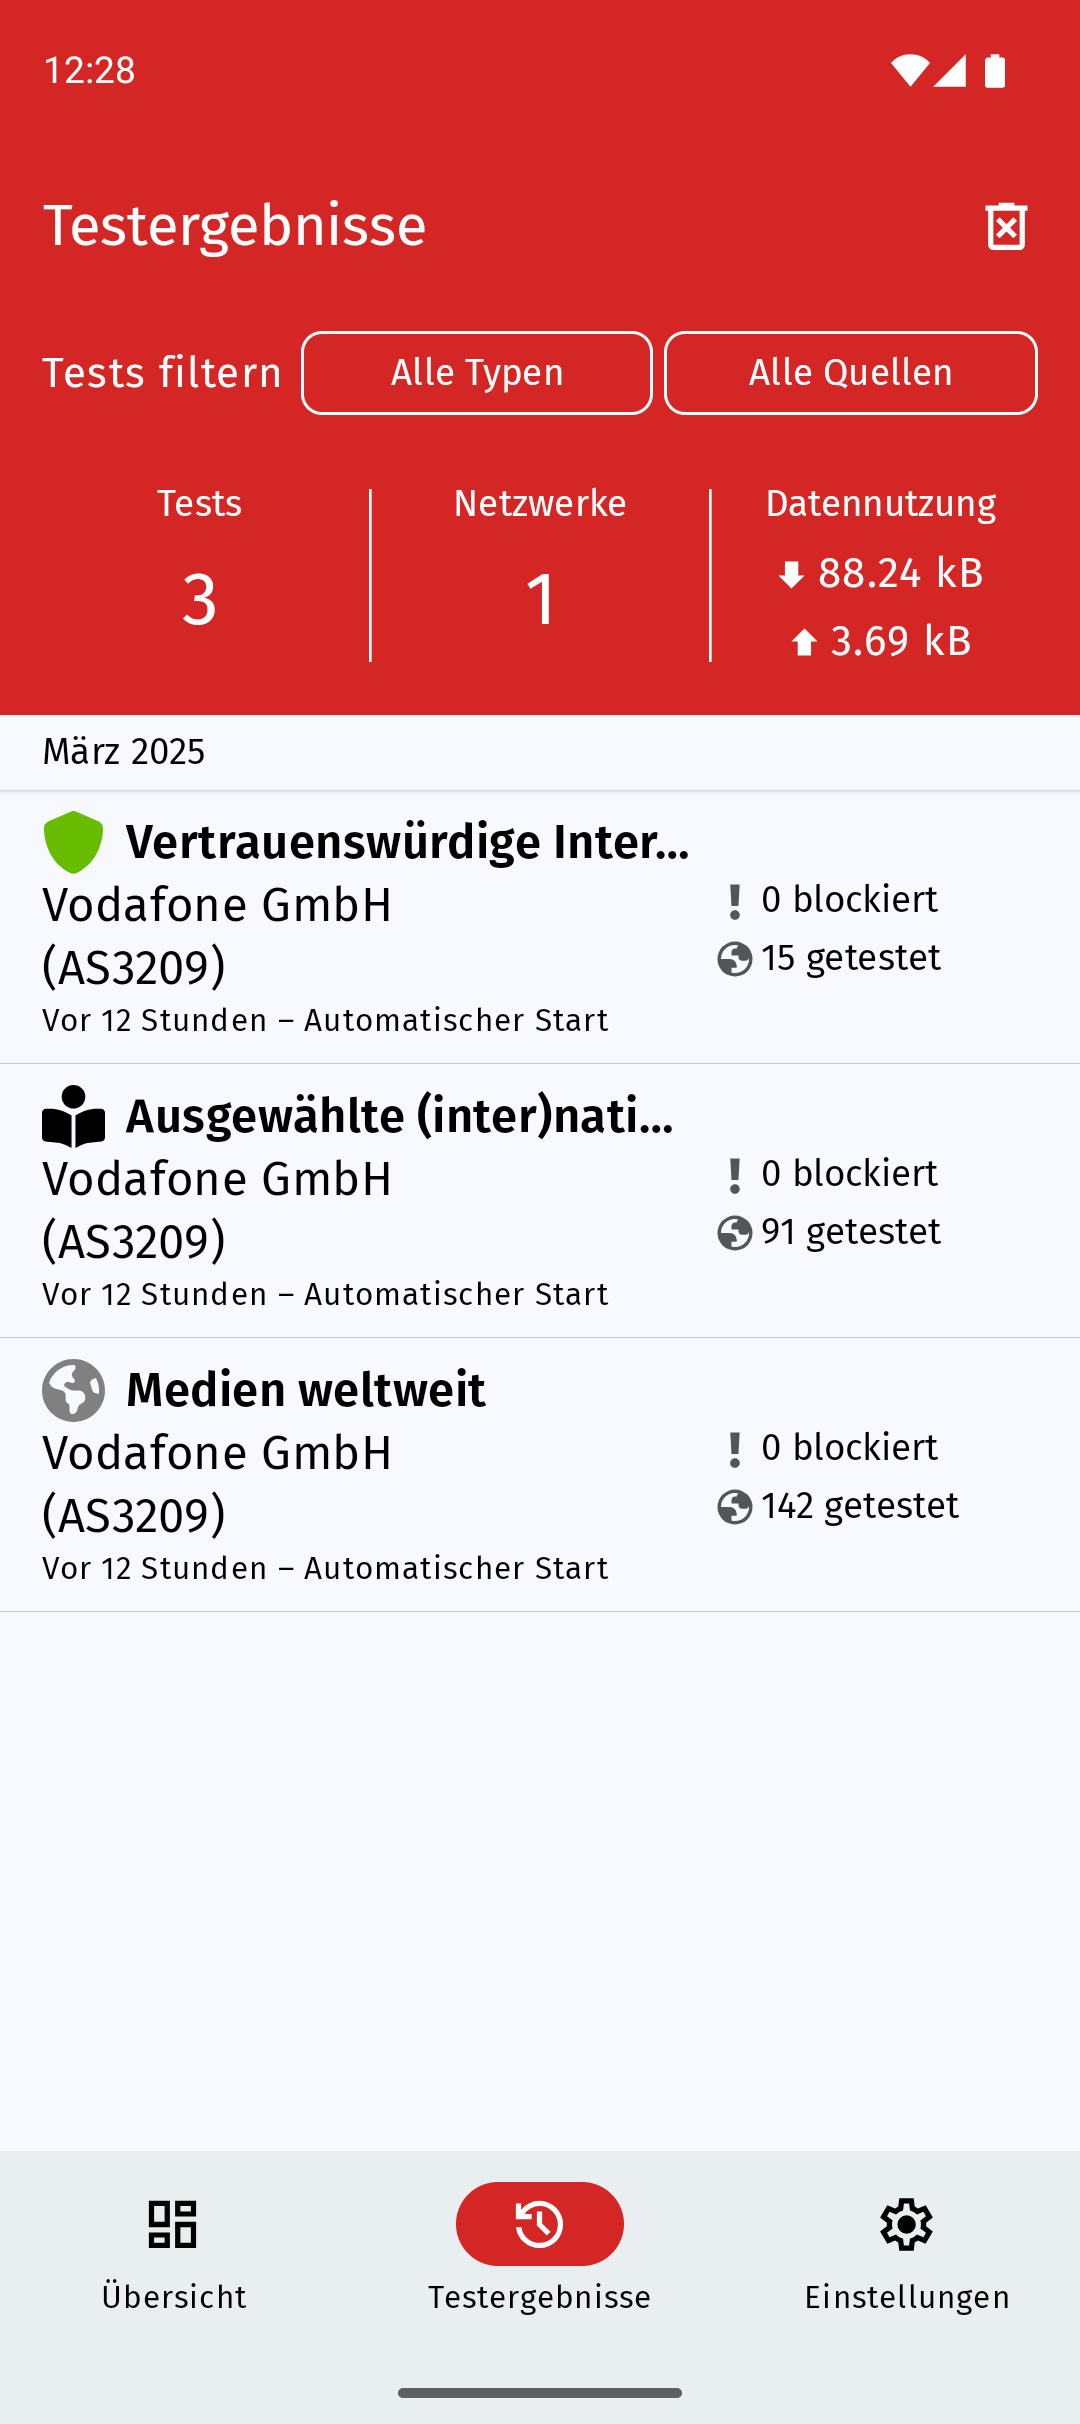 12:28
Testergebnisse
Tests filtern Alle Typen Alle Quellen
Tests Netzwerke Datennutzung
3 1 88.24 kB
3.69 kB
März 2025
Vertrauenswürdige Inter...
Vodafone GmbH
(AS3209)
0 blockiert
15 getestet
Vor 12 Stunden – Automatischer Start
Ausgewählte (inter)nati...
Vodafone GmbH
(AS3209)
0 blockiert
91 getestet
Vor 12 Stunden – Automatischer Start
Medien weltweit
Vodafone GmbH
(AS3209)
0 blockiert
142 getestet
Vor 12 Stunden – Automatischer Start
Übersicht Testergebnisse Einstellungen